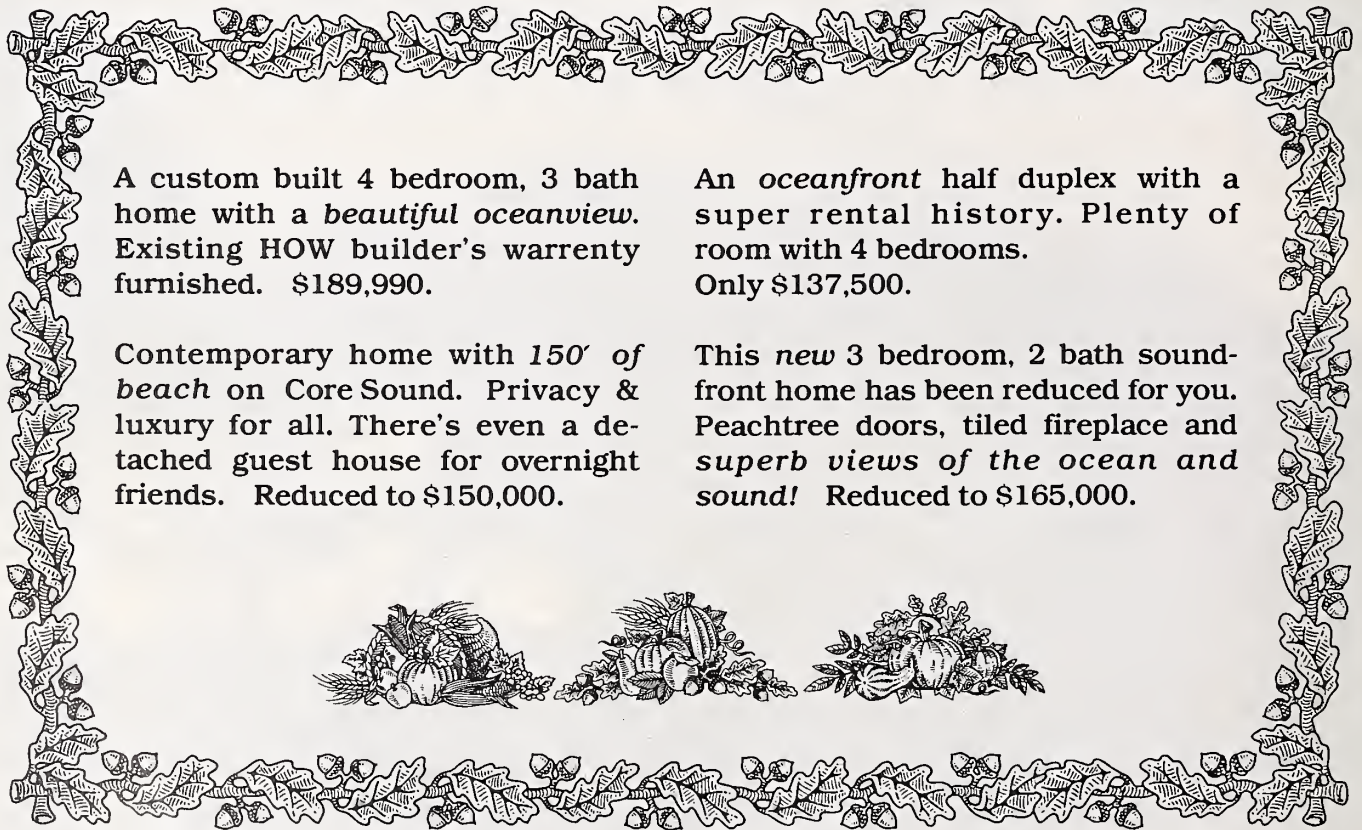 A custom built 4 bedroom, 3 bath
home with a beautiful oceanview.
Existing HOW builder's warrenty
furnished. $189,990.
Contemporary home with 150′ of
beach on Core Sound. Privacy &
luxury for all. There's even a de-
tached guest house for overnight
friends. Reduced to $150,000.
An oceanfront half duplex with a
super rental history. Plenty of
room with 4 bedrooms.
Only $137,500.
This new 3 bedroom, 2 bath sound-
front home has been reduced for you.
Peachtree doors, tiled fireplace and
superb views of the ocean and
sound! Reduced to $165,000.